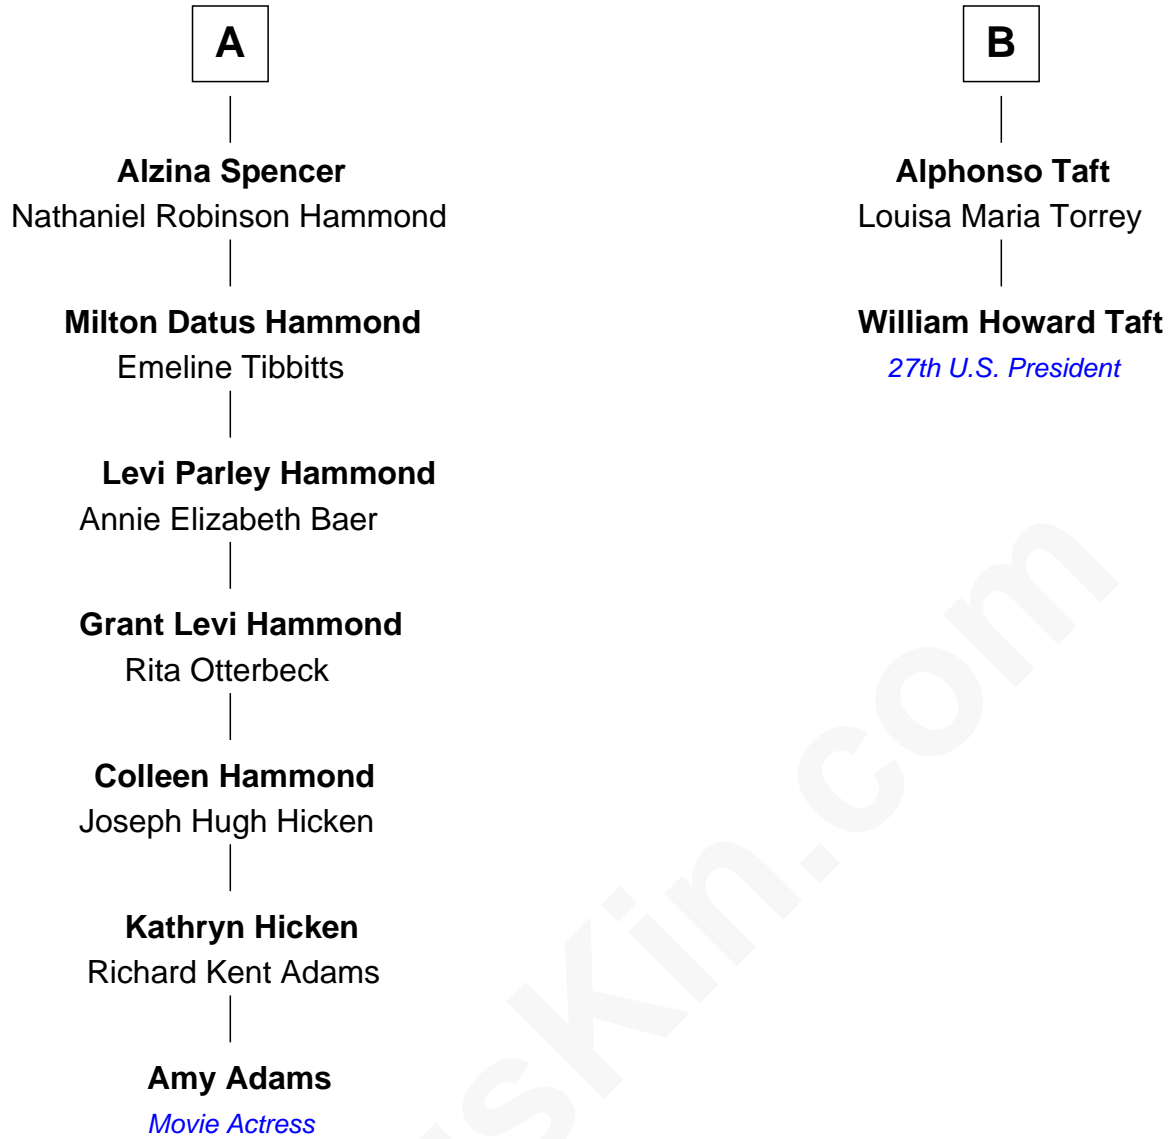 A
Alzina Spencer
Nathaniel Robinson Hammond
Milton Datus Hammond
Emeline Tibbitts
Levi Parley Hammond
Annie Elizabeth Baer
Grant Levi Hammond
Rita Otterbeck
Colleen Hammond
Joseph Hugh Hicken
Kathryn Hicken
Richard Kent Adams
Amy Adams
Movie Actress
B
Alphonso Taft
Louisa Maria Torrey
William Howard Taft
27th U.S. President
sKin.com